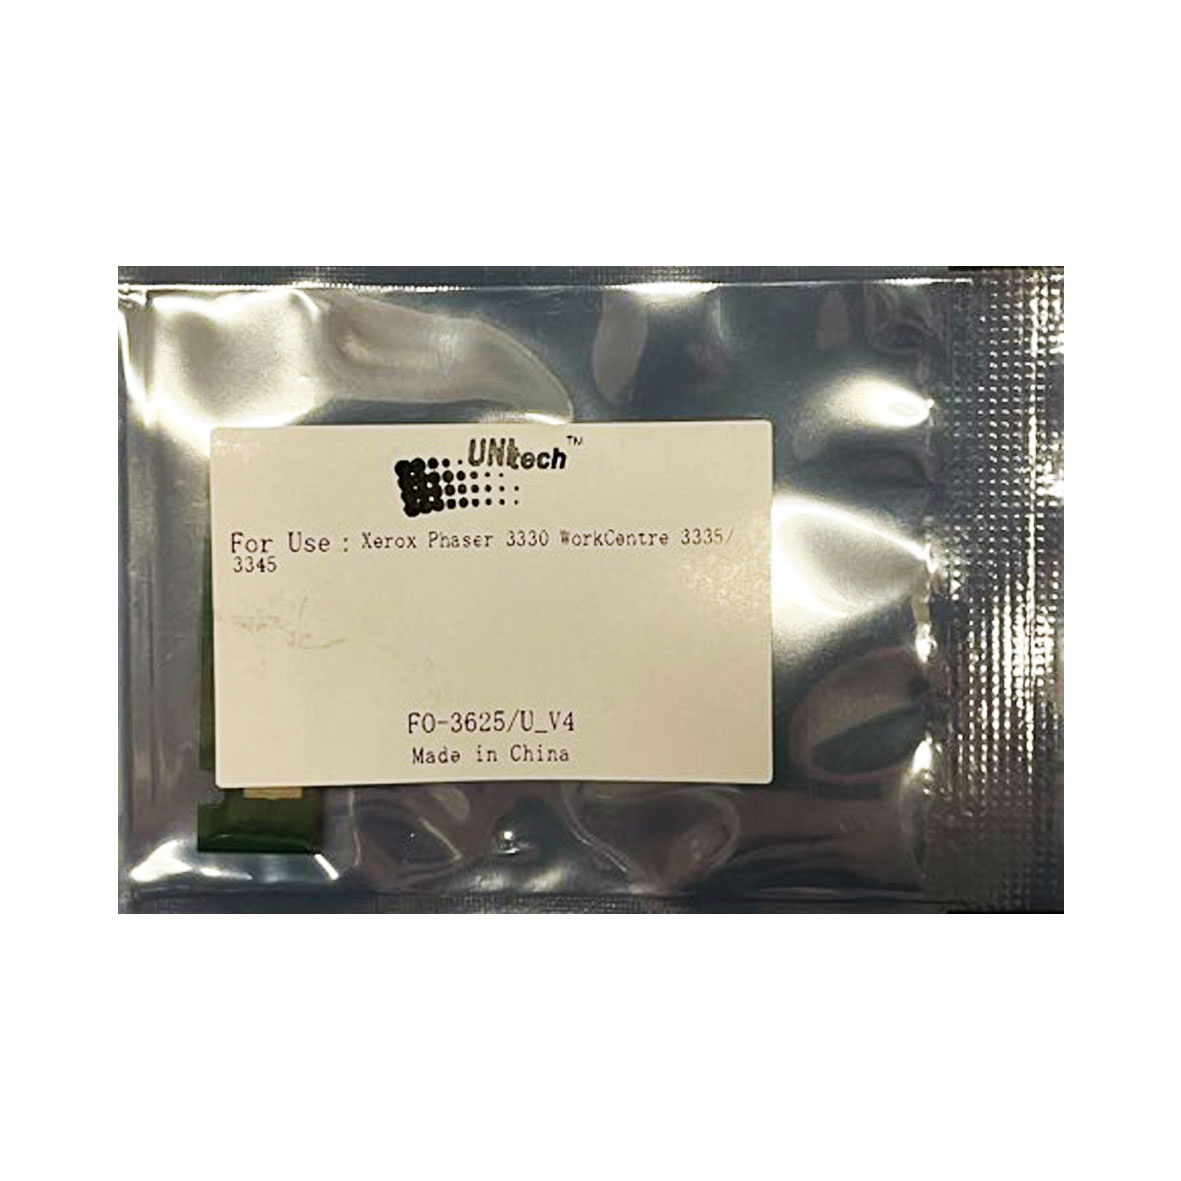 UNItech™
For Use : Xerox Phaser 3330 WorkCentre 3335/
3345
FO-3625/U_V4
Made in China